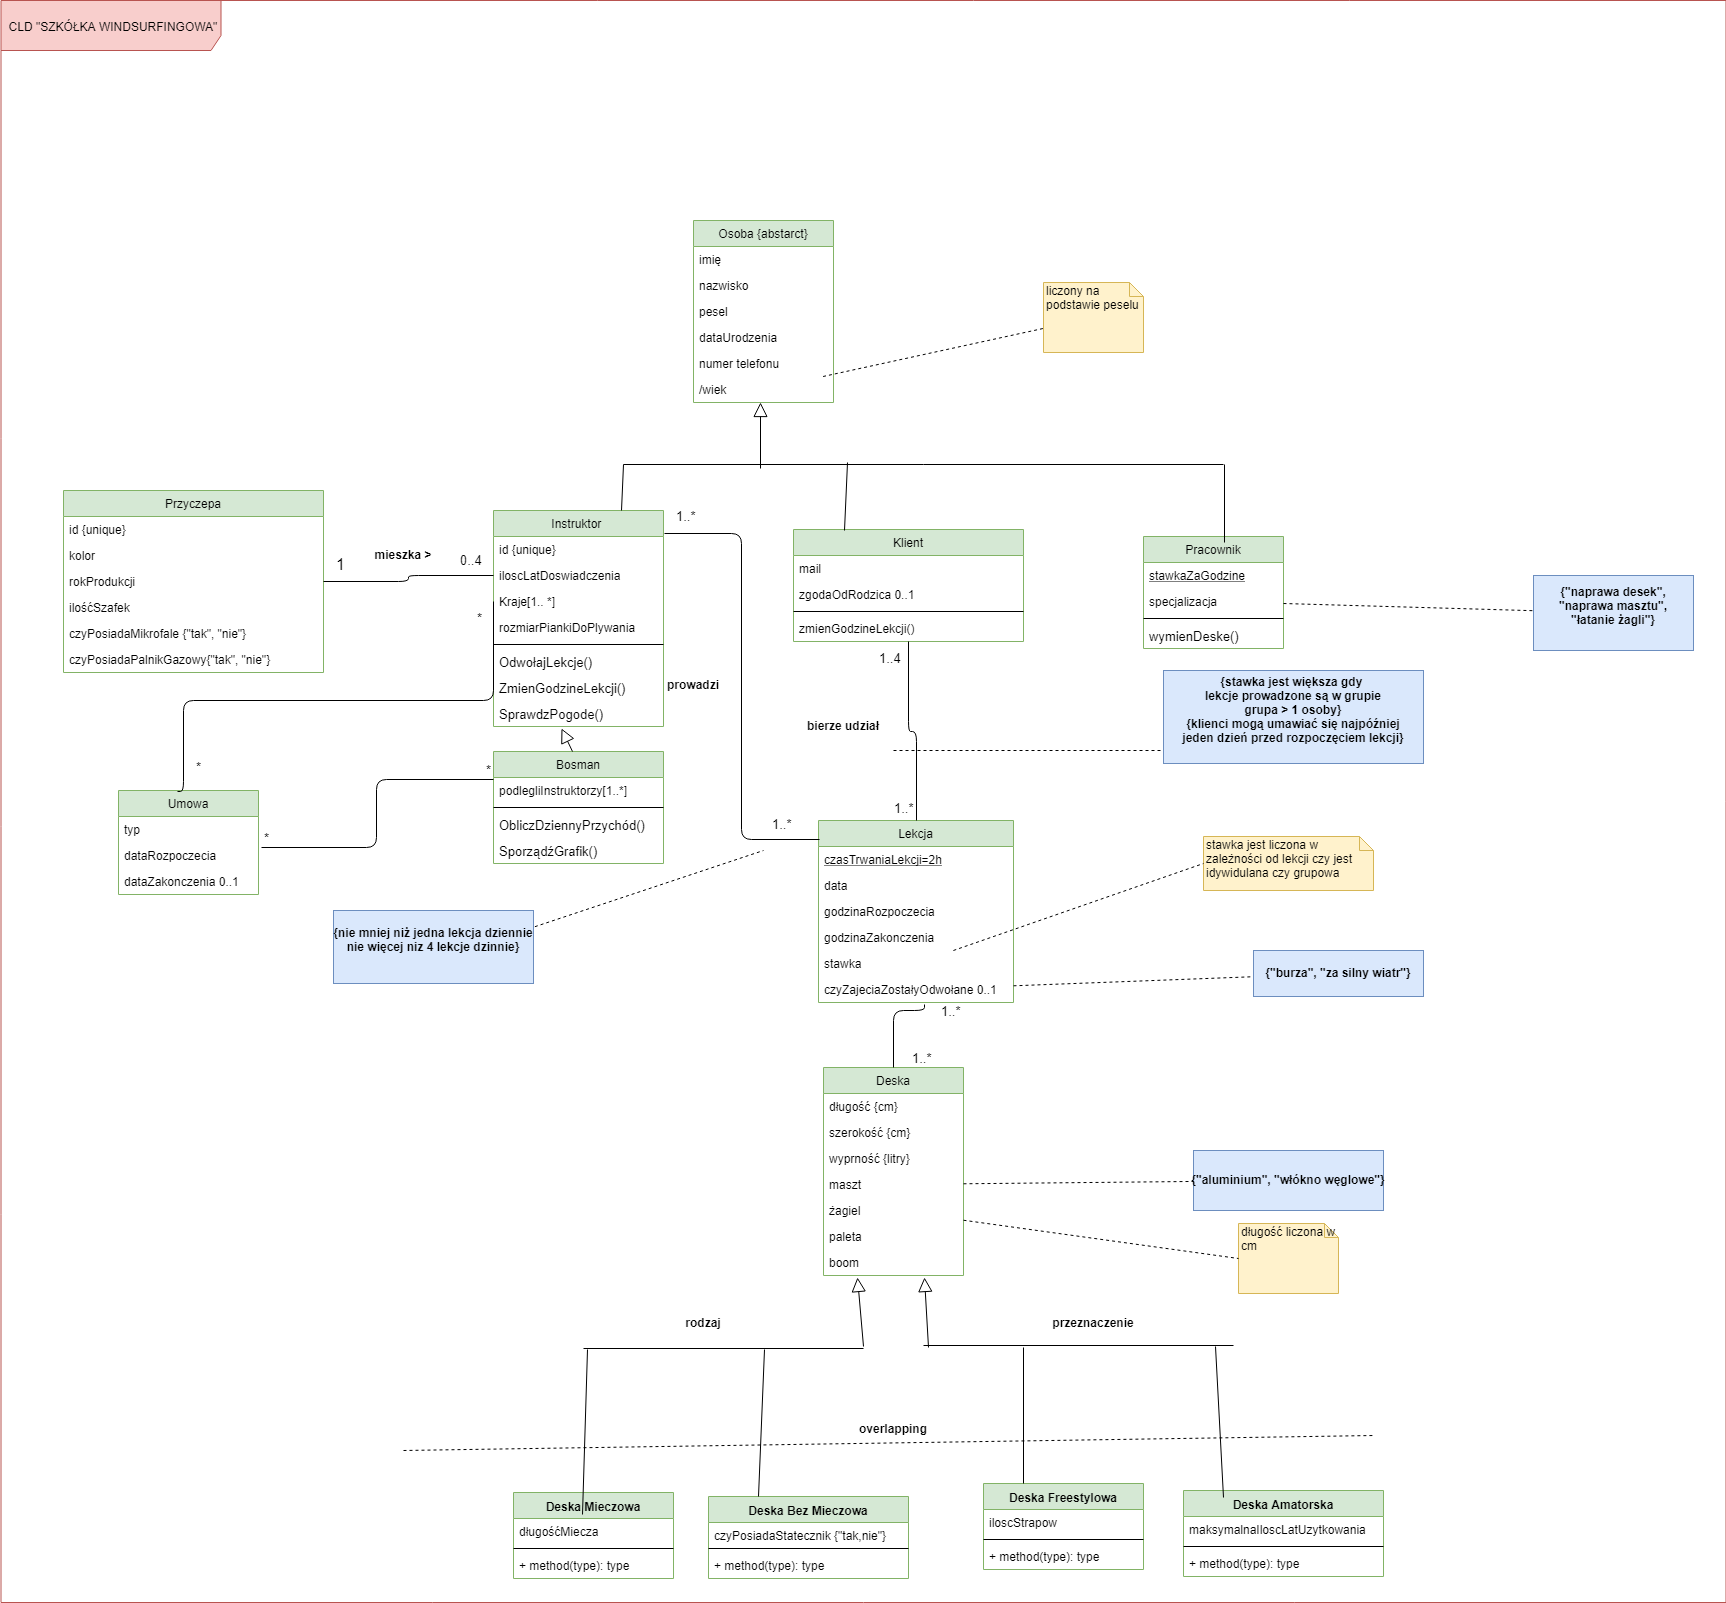 CLD "SZKÓŁKA WINDSURFINGOWA"
Osoba {abstarct}
imię
nazwisko
pesel
dataUrodzenia
numer telefonu
/wiek
liczony na
podstawie peselu
Przyczepa
id {unique}
kolor
rokProdukcji
ilośćSzafek
czyPosiadaMikrofale {"tak", "nie"}
czyPosiadaPalnikGazowy{"tak", "nie"}
1
mieszka >
0..4
*
Instruktor
id {unique}
iloscLatDoswiadczenia
Kraje[1.. *]
rozmiarPiankiDoPlywania
OdwołajLekcje()
ZmienGodzineLekcji()
SprawdzPogode()
1..*
prowadzi
Klient
mail
zgodaOdRodzica 0..1
zmienGodzineLekcji()
1..4
bierze udział
1..*
Pracownik
stawkaZaGodzine
specjalizacja
wymienDeske()
{"naprawa desek",
"naprawa masztu",
"łatanie żagli"}
{stawka jest większa gdy
lekcje prowadzone są w grupie
grupa > 1 osoby}
{klienci mogą umawiać się najpóźniej
jeden dzień przed rozpoczęciem lekcji}
*
Umowa
typ
dataRozpoczecia
dataZakonczenia 0..1
*
*
Bosman
podlegliInstruktorzy[1..*]
ObliczDziennyPrzychód()
SporządźGrafik()
1..*
{nie mniej niż jedna lekcja dziennie
nie więcej niz 4 lekcje dzinnie}
Lekcja
czasTrwaniaLekcji=2h
data
godzinaRozpoczecia
godzinaZakonczenia
stawka
czyZajeciaZostałyOdwołane 0..1
stawka jest liczona w
zależności od lekcji czy jest
idywidulana czy grupowa
{"burza", "za silny wiatr"}
1..*
1..*
Deska
długość {cm}
szerokość {cm}
wyprność {litry}
maszt
żagiel
paleta
boom
{"aluminium", "włókno węglowe"}
długość liczona w
cm
rodzaj
przeznaczenie
overlapping
Deska Mieczowa
długośćMiecza
+ method(type): type
Deska Bez Mieczowa
czyPosiadaStatecznik {"tak,nie"}
+ method(type): type
Deska Freestylowa
iloscStrapow
+ method(type): type
Deska Amatorska
maksymalnaIloscLatUzytkowania
+ method(type): type